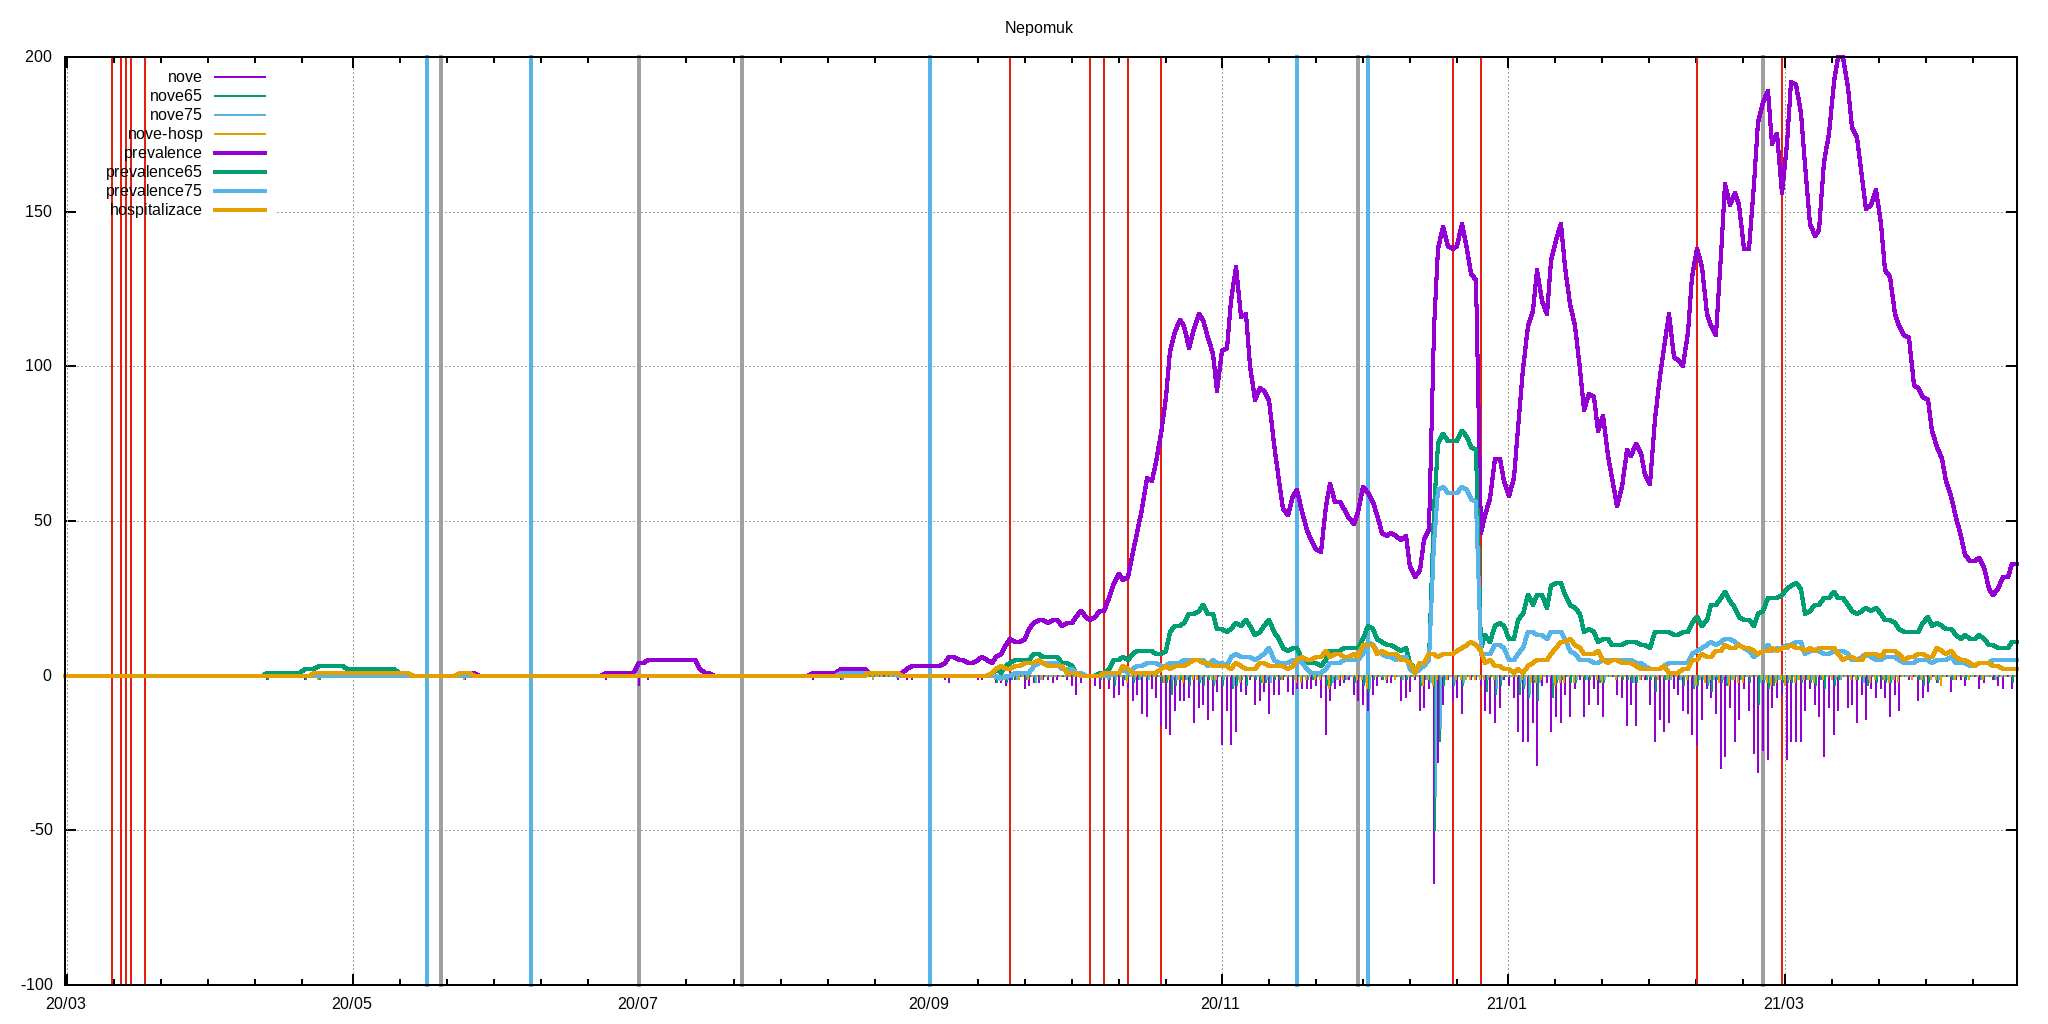 Nepomuk
200
150
100
50
0
-50
-100
nove
nove65
nove75
nove-hosp
prevalence
prevalence65
prevalence75
hospitalizace
20/03
20/05
20/07
20/09
20/11
21/01
21/03